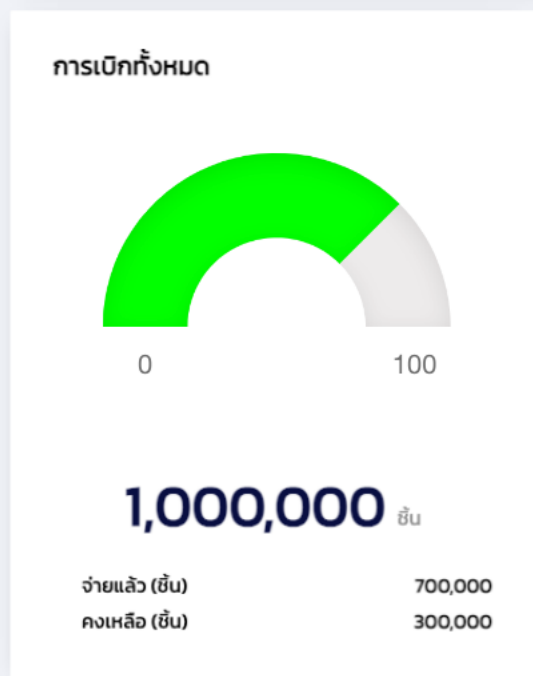 การเบิกทั้งหมด
0 100
1,000,000 ชิ้น
จ่ายแล้ว (ชิ้น) 700,000
คงเหลือ (ชิ้น) 300,000